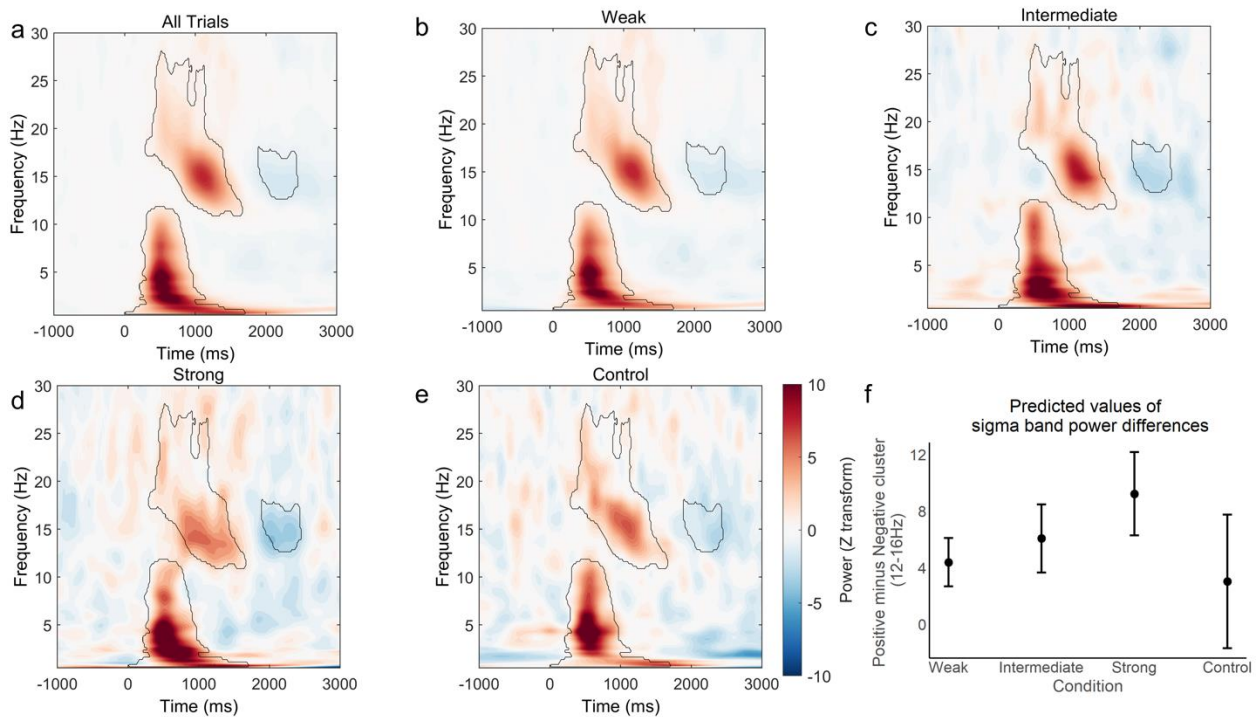 a
All Trials
30
25
20
15
10
5
Frequency (Hz)
-1000 0 1000 2000 3000
Time (ms)
b
Weak
30
25
20
15
10
5
Frequency (Hz)
-1000 0 1000 2000 3000
Time (ms)
c
Intermediate
30
25
20
15
10
5
Frequency (Hz)
-1000 0 1000 2000 3000
Time (ms)
d
Strong
30
25
20
15
10
5
Frequency (Hz)
-1000 0 1000 2000 3000
Time (ms)
e
Control
30
25
20
15
10
5
Frequency (Hz)
-1000 0 1000 2000 3000
Time (ms)
10
5
0
-5
-10
Power (Z transform)
f
Predicted values of
sigma band power differences
12
8
4
0
Positive minus Negative cluster
(12-16Hz)
Weak Intermediate Strong Control
Condition